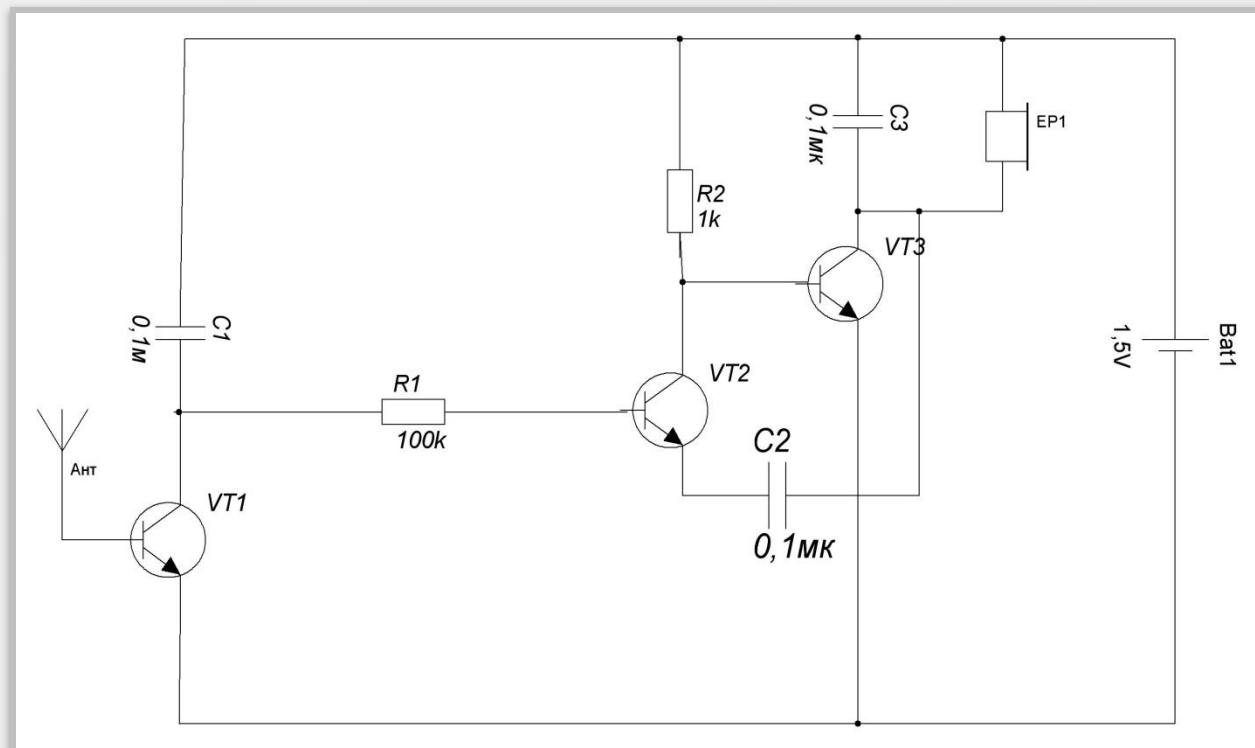 C3
0,1мк
EP1
R2
1k
VT3
C1
0,1м
Bat1
1,5V
R1
100k
VT2
C2
0,1мк
Ант
VT1